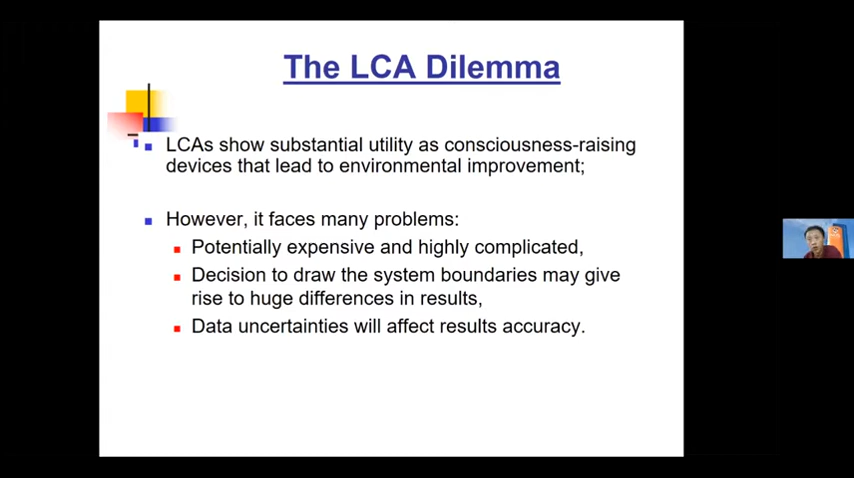 The LCA Dilemma
LCAs show substantial utility as consciousness-raising
devices that lead to environmental improvement;
However, it faces many problems:
Potentially expensive and highly complicated,
Decision to draw the system boundaries may give
rise to huge differences in results,
Data uncertainties will affect results accuracy.